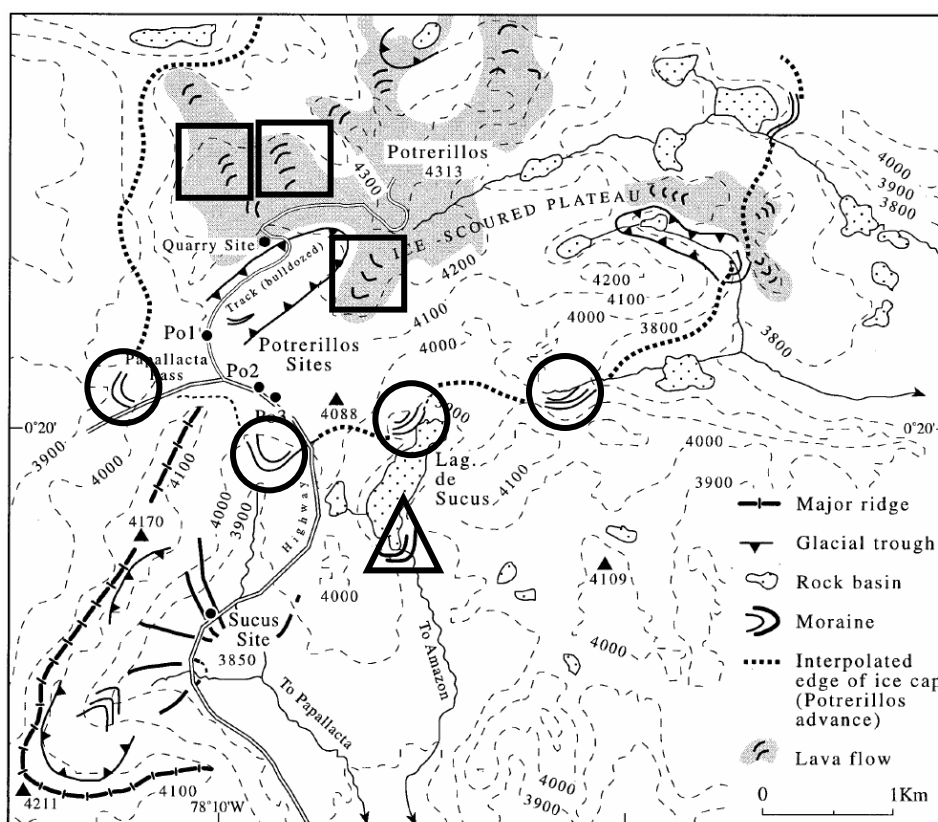 Potrerillos
4313
4300
4000
3900
3800
ICE-SCOURED PLATEAU
Quarry Site
Track (bulldozed)
4200
4200
4100
4100
4000
3800
3800
4000
Po1
Papallacta
Pass
Potrerillos
Sites
Po2
Po3
4088
0°20'
0°20'
3900
4000
4100
4000
3900
Lag.
de
Sucus
4100
4000
3900
Highway
4170
4000
4109
4000
Sucus
Site
3850
To Papallacta
To Amazon
4211
4100
78°10'W
4000
3900
Major ridge
Glacial trough
Rock basin
Moraine
Interpolated
edge of ice cap
(Potrerillos
advance)
Lava flow
0 1Km